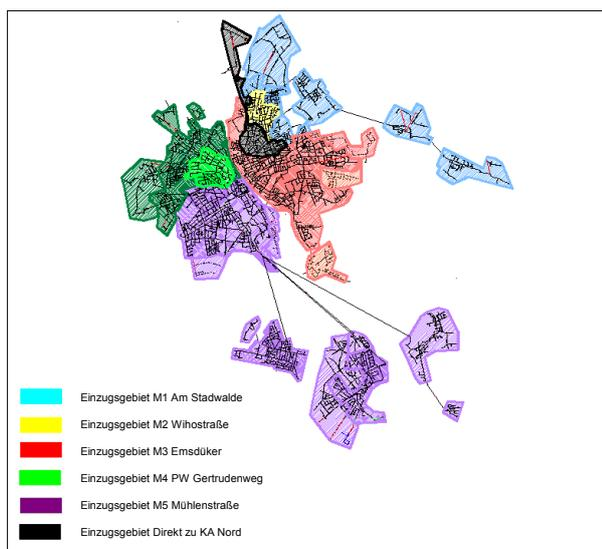 Einzugsgebiet M1 Am Stadwalde
Einzugsgebiet M2 Wihostraße
Einzugsgebiet M3 Emsdüker
Einzugsgebiet M4 PW Gertrudenweg
Einzugsgebiet M5 Mühlenstraße
Einzugsgebiet Direkt zu KA Nord